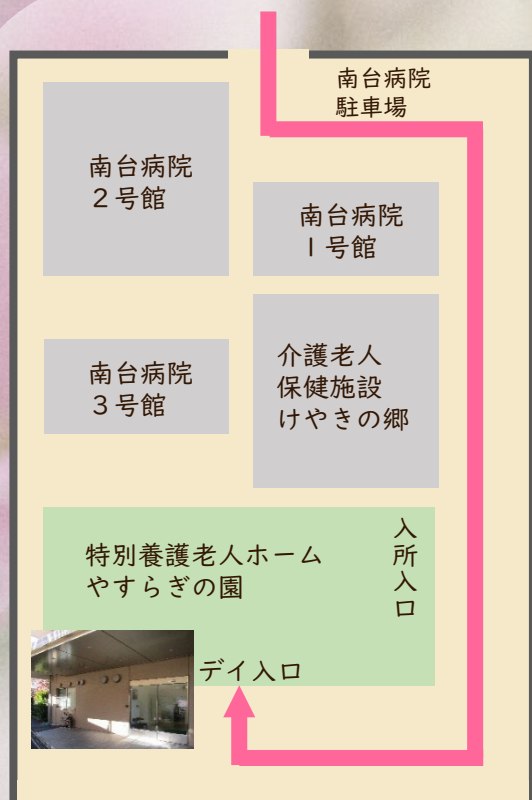 南台病院
駐車場
南台病院
２号館
南台病院
１号館
介護老人
保健施設
けやきの郷
南台病院
３号館
入所入口
特別養護老人ホーム
やすらぎの園
デイ入口